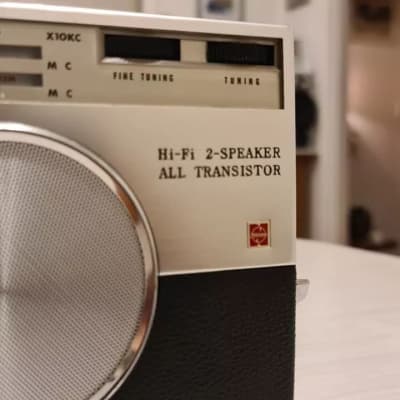 X10KC
M C
FINE TUNING
TUNING
M C
Hi-Fi 2-SPEAKER
ALL TRANSISTOR